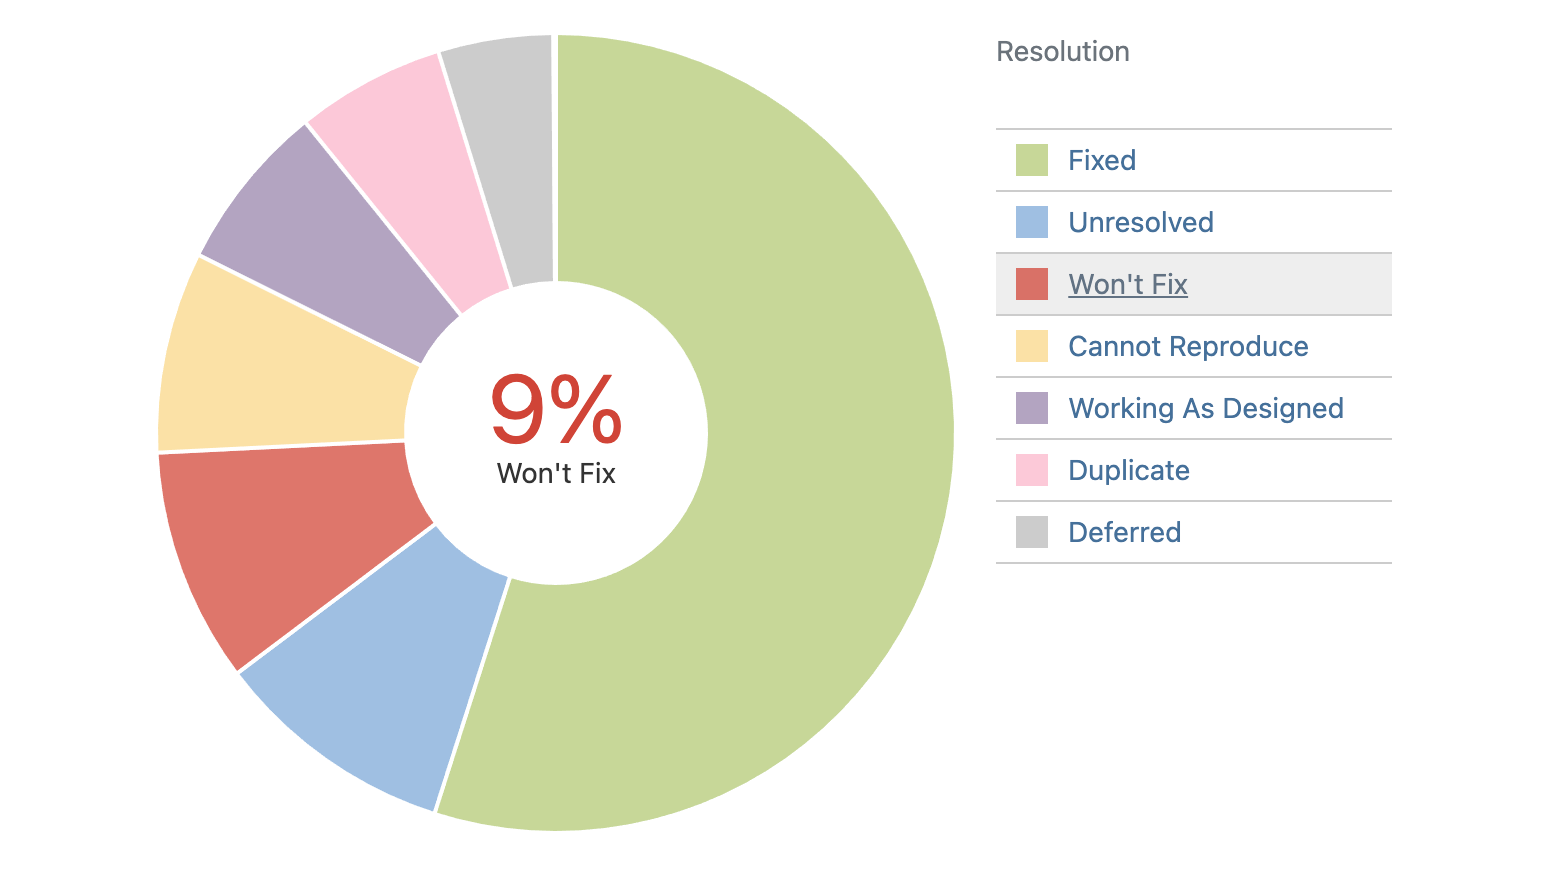 Resolution
Fixed
Unresolved
Won't Fix
Cannot Reproduce
Working As Designed
Duplicate
Deferred
9%
Won't Fix